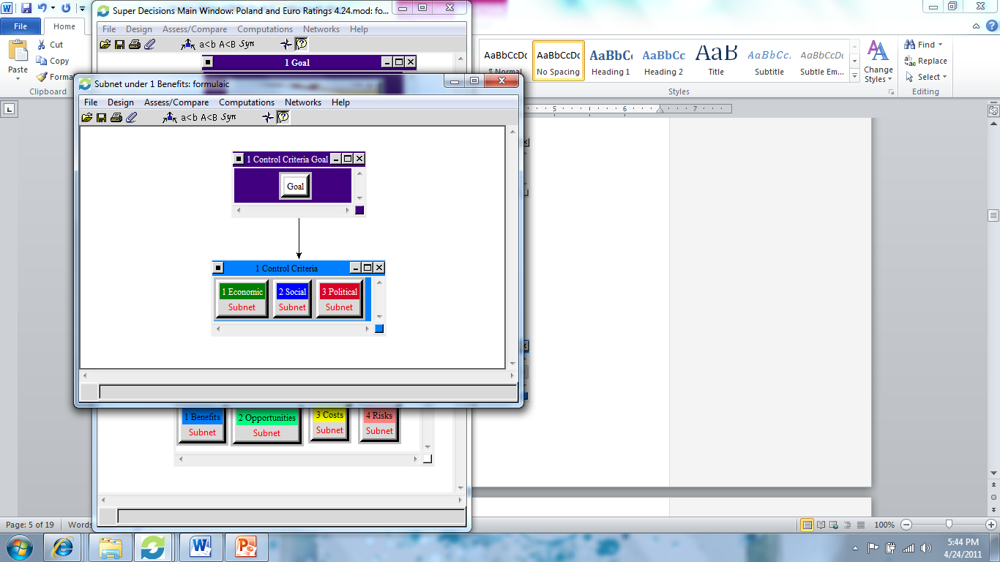 Super Decisions Main Window: Poland and Euro Ratings 4.24.mod: fo...
File Design Assess/Compare Computations Networks Help
a<b A<B Syn
1 Goal
File Home
Paste
Cut
Copy
Forma
Clipboard
AaBbCcDc AaBbCcDc AaBbC AaBbCc AaB AaBbCc. AaBbCcDc
¶ Normal No Spacing Heading 1 Heading 2 Title Subtitle Subtle Em...
Change
Styles
Styles
Find
Replace
Select
Editing
5 6 7
Subnet under 1 Benefits: formulaic
File Design Assess/Compare Computations Networks Help
a<b A<B Syn
1 Control Criteria Goal
Goal
1 Control Criteria
1 Economic 2 Social 3 Political
Subnet Subnet Subnet
1 Benefits 2 Opportunities 3 Costs 4 Risks
Subnet Subnet Subnet Subnet
Page: 5 of 19 Words
100%
5:44 PM
4/24/2011